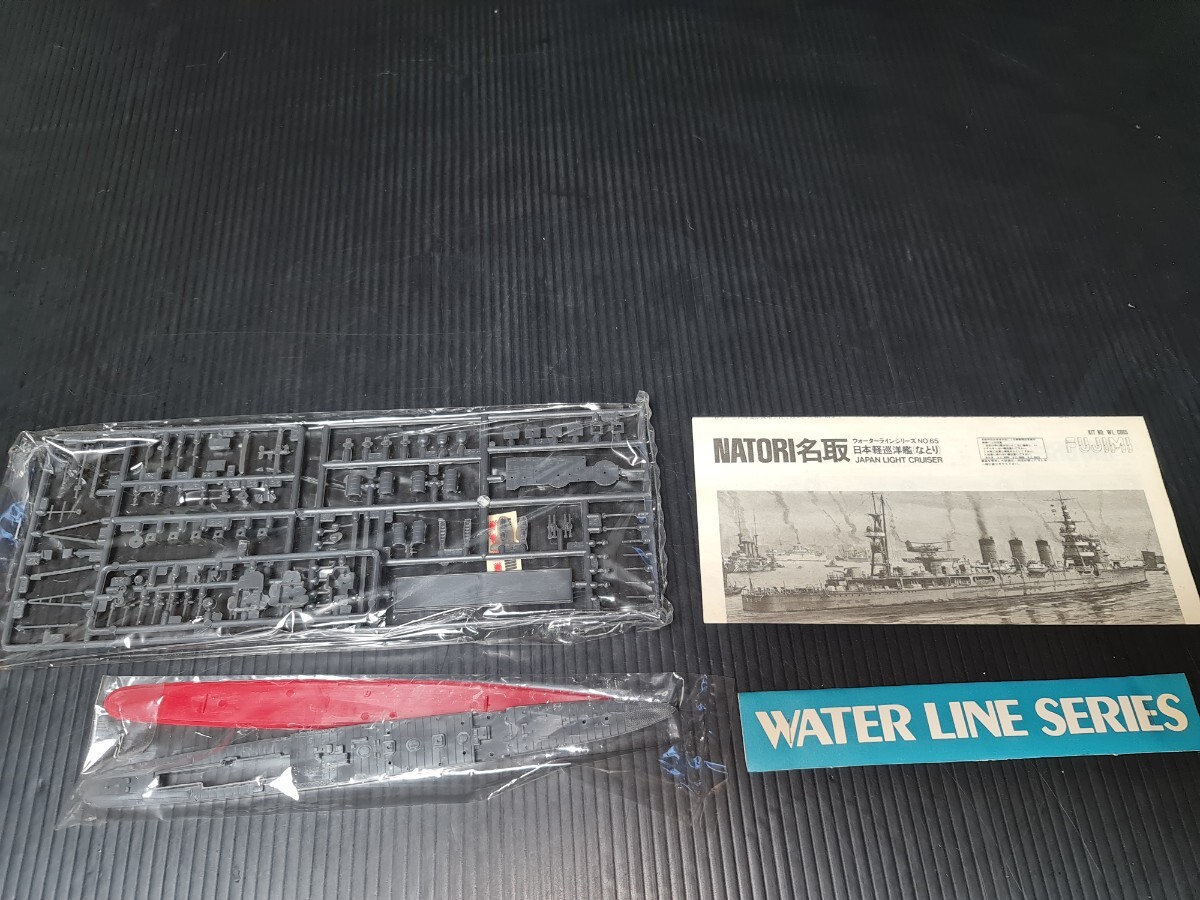 NATORI名取
ウォーターラインシリーズ NO.65
日本軽巡洋艦(なとり)
JAPAN LIGHT CRUISER
FUJIMI
WATER LINE SERIES